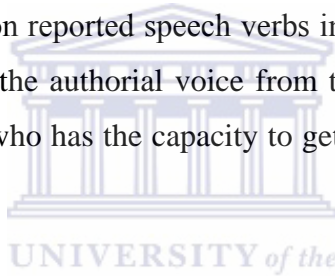 on reported speech verbs in
the authorial voice from t
who has the capacity to get
UNIVERSITY of the